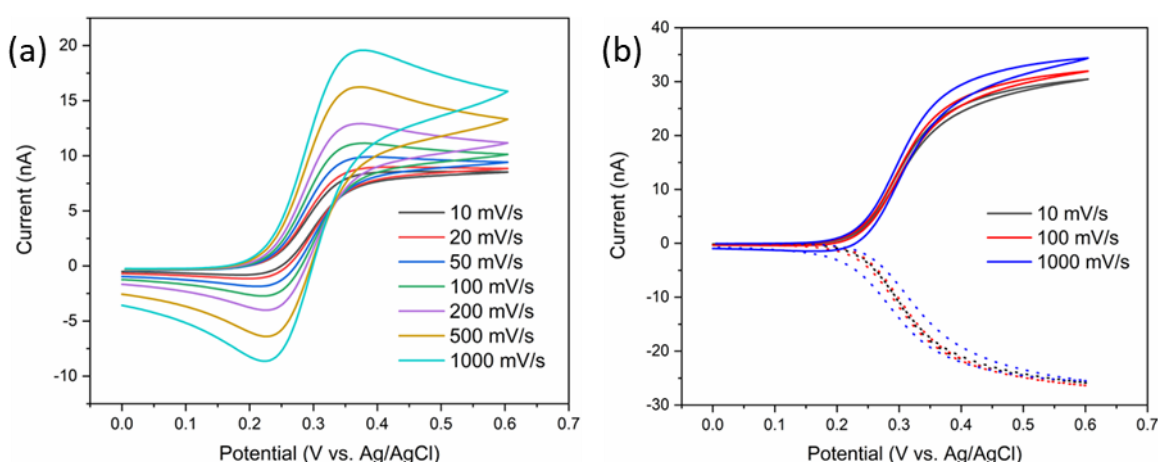 (a)
Current (nA)
20
15
10
5
0
-5
-10
10 mV/s
20 mV/s
50 mV/s
100 mV/s
200 mV/s
500 mV/s
1000 mV/s
0.0 0.1 0.2 0.3 0.4 0.5 0.6 0.7
Potential (V vs. Ag/AgCl)
(b)
Current (nA)
40
30
20
10
0
-10
-20
-30
10 mV/s
100 mV/s
1000 mV/s
0.0 0.1 0.2 0.3 0.4 0.5 0.6 0.7
Potential (V vs. Ag/AgCl)